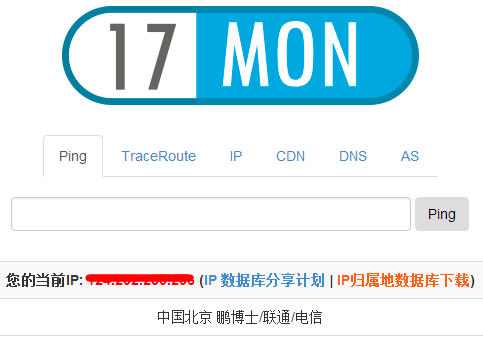 17 MON
Ping TraceRoute IP CDN DNS AS
Ping
您的当前IP: (IP 数据库分享计划 | IP归属地数据库下载)
中国北京 鹏博士/联通/电信